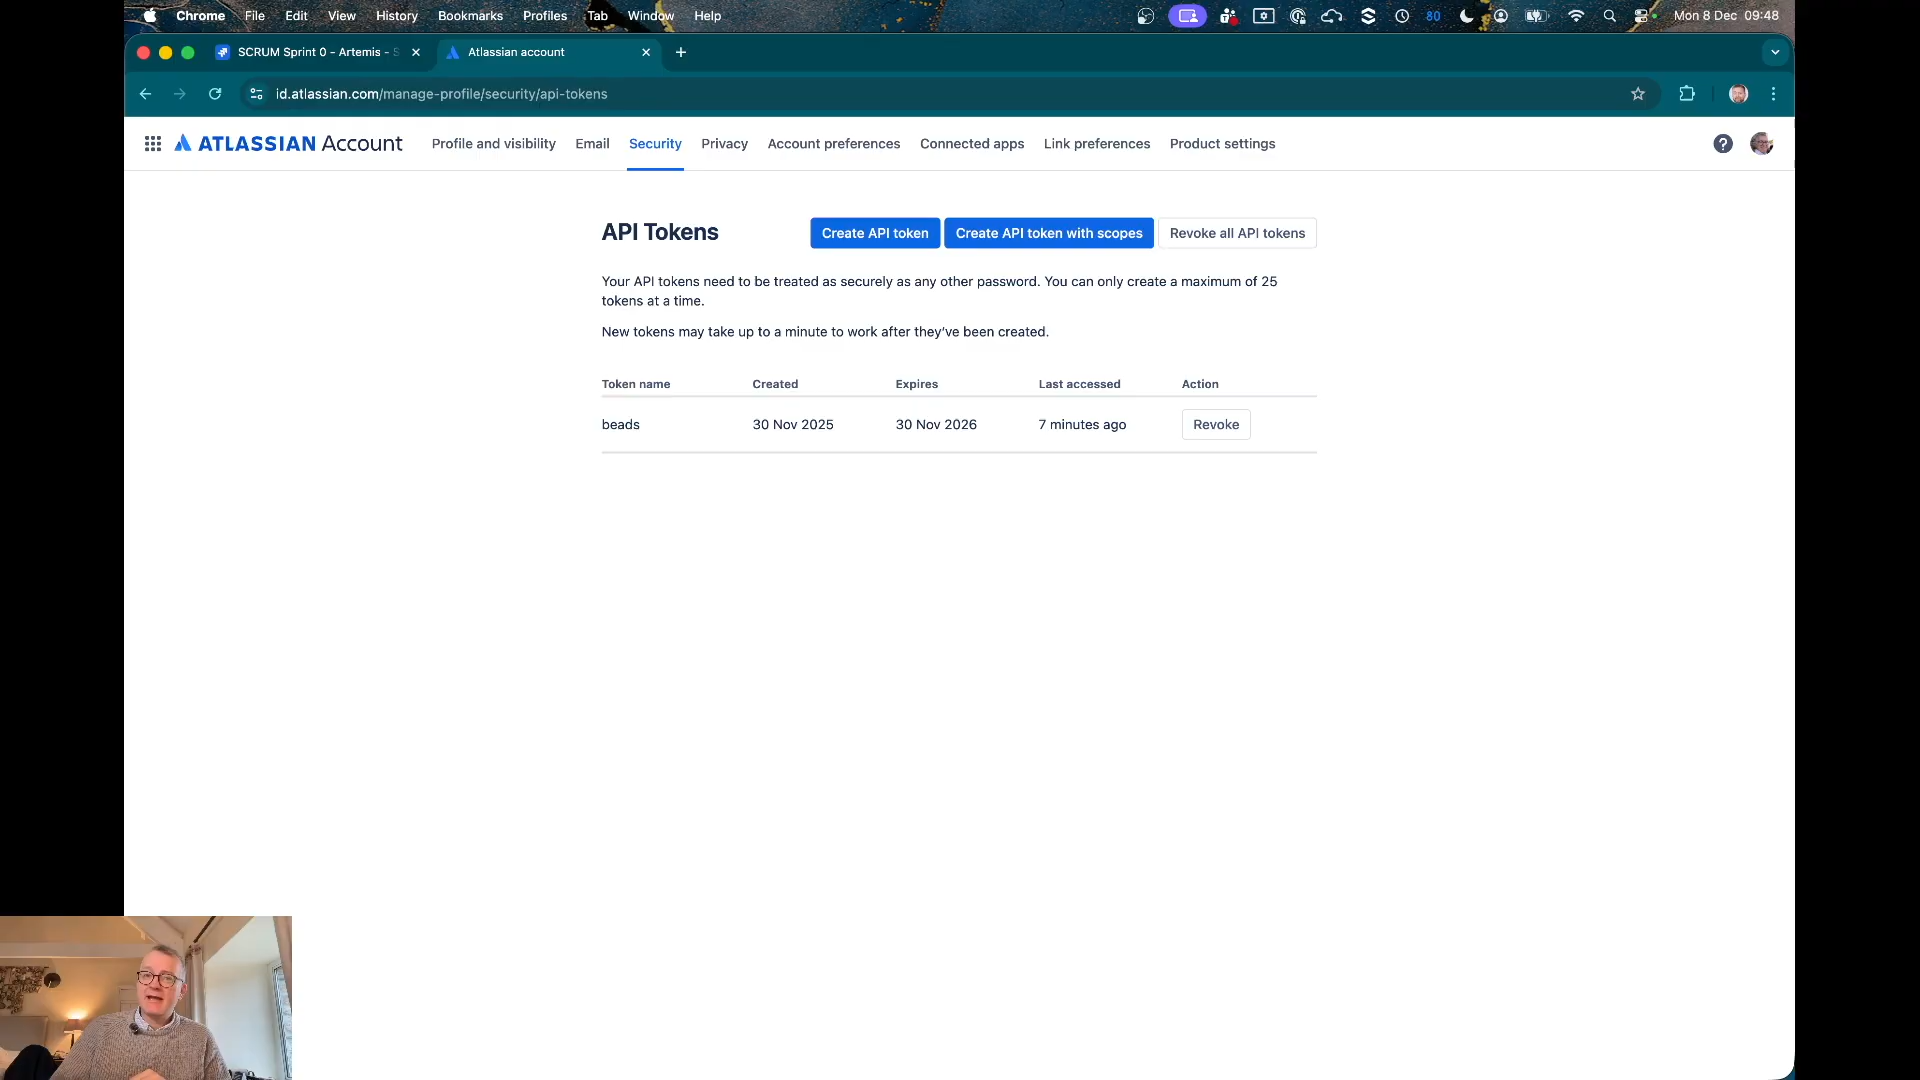 Chrome File Edit View History Bookmarks Profiles Tab Window Help 80 Mon 8 Dec 09:48
SCRUM Sprint 0 - Artemis - S Atlassian account
id.atlassian.com/manage-profile/security/api-tokens
ATLASSIAN Account Profile and visibility Email Security Privacy Account preferences Connected apps Link preferences Product settings
API Tokens Create API token Create API token with scopes Revoke all API tokens
Your API tokens need to be treated as securely as any other password. You can only create a maximum of 25
tokens at a time.
New tokens may take up to a minute to work after they’ve been created.
Token name Created Expires Last accessed Action
beads 30 Nov 2025 30 Nov 2026 7 minutes ago Revoke